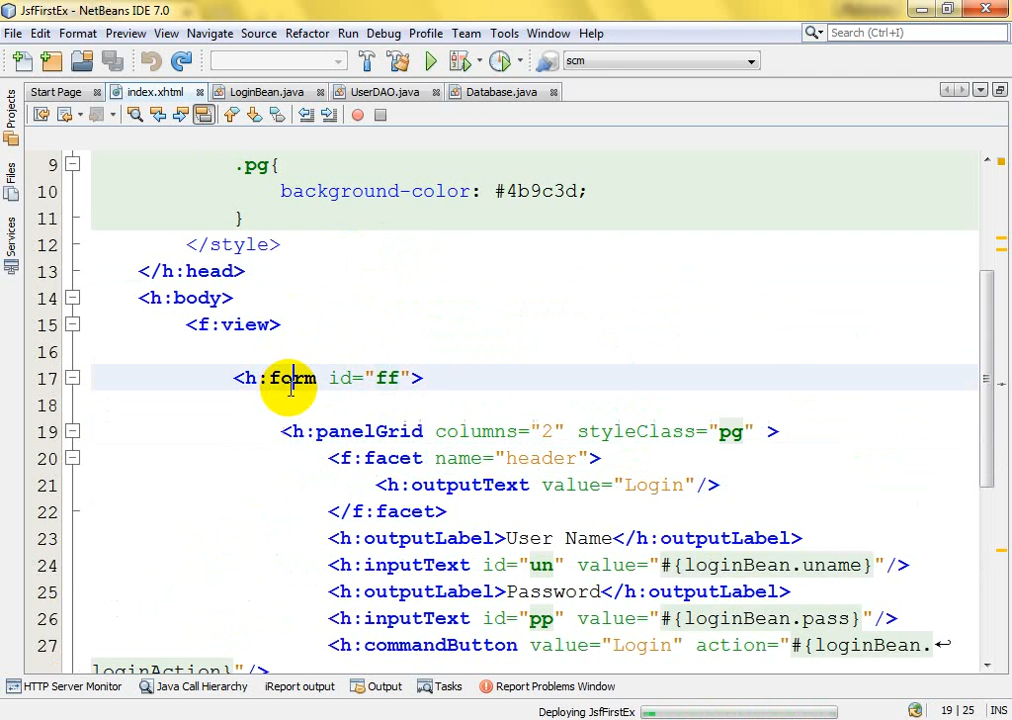 JsfFirstEx - NetBeans IDE 7.0
File Edit Format Preview View Navigate Source Refactor Run Debug Profile Team Tools Window Help
Search (Ctrl+I)
scm
Start Page index.xhtml LoginBean.java UserDAO.java Database.java
Projects
Files
Services
9 .pg{
10 background-color: #4b9c3d;
11 }
12 </style>
13 </h:head>
14 <h:body>
15 <f:view>
16
17 <h:form id="ff">
18
19 <h:panelGrid columns="2" styleClass="pg" >
20 <f:facet name="header">
21 <h:outputText value="Login"/>
22 </f:facet>
23 <h:outputLabel>User Name</h:outputLabel>
24 <h:inputText id="un" value="#{loginBean.uname}"/>
25 <h:outputLabel>Password</h:outputLabel>
26 <h:inputText id="pp" value="#{loginBean.pass}"/>
27 <h:commandButton value="Login" action="#{loginBean.
loginAction}"/>
HTTP Server Monitor Java Call Hierarchy iReport output Output Tasks Report Problems Window
Deploying JsfFirstEx 19 | 25 INS